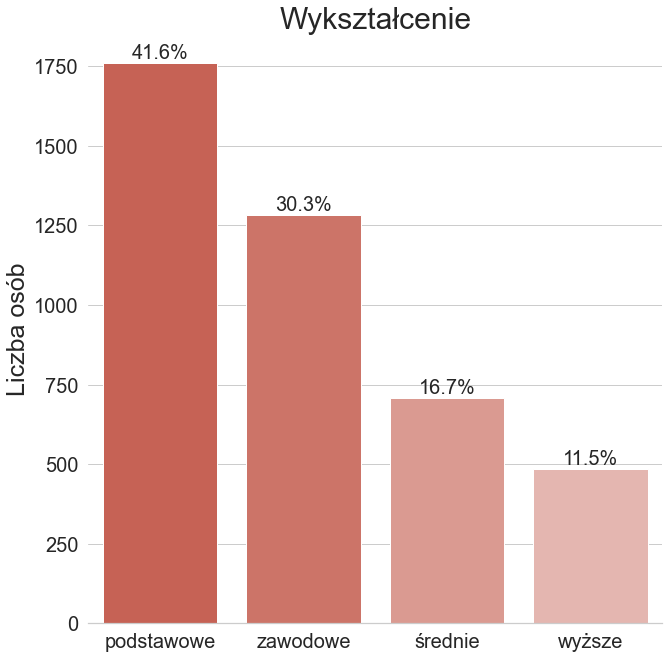 Wykształcenie
41.6%
30.3%
16.7%
11.5%
Liczba osób
1750
1500
1250
1000
750
500
250
0
podstawowe
zawodowe
średnie
wyższe